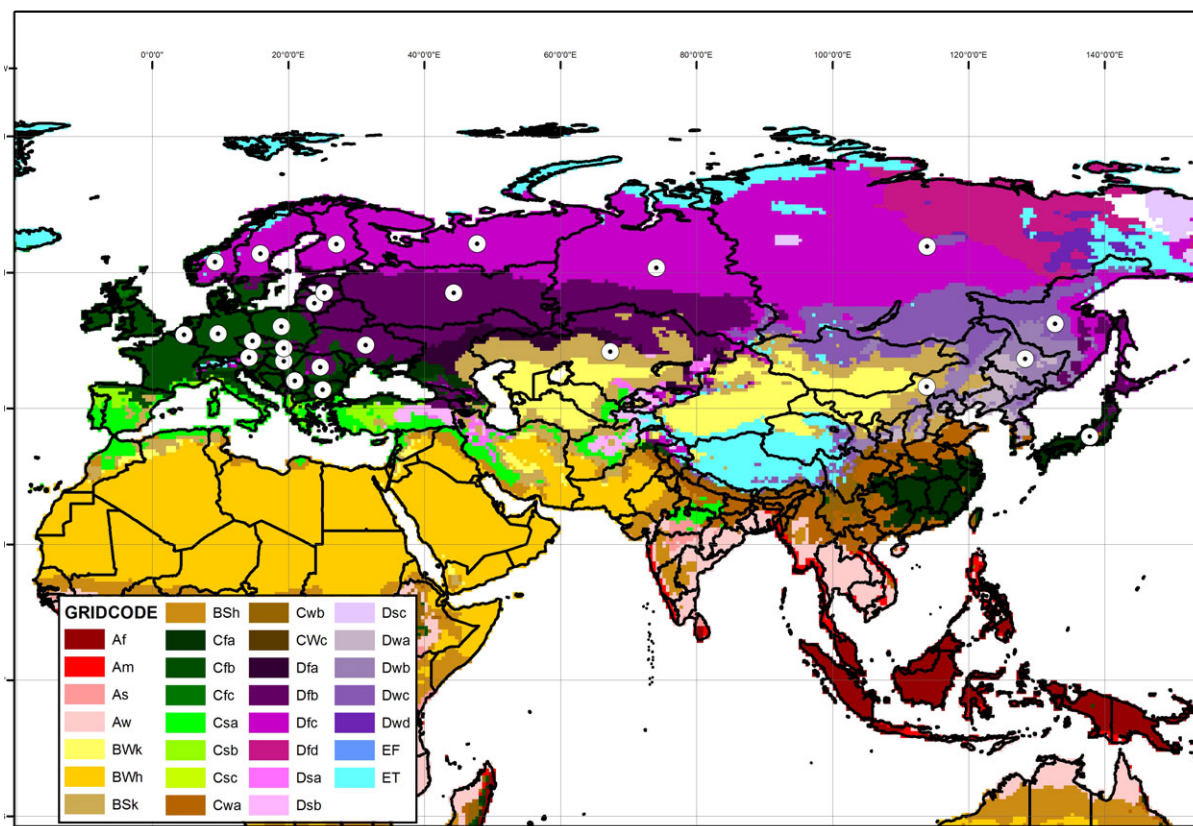 0°0'0" 20°0'0"E 40°0'0"E 60°0'0"E 80°0'0"E 100°0'0"E 120°0'0"E 140°0'0"E
GRIDCODE
Af
Am
As
Aw
BWk
BWh
BSk
BSh
Cfa
Cfb
Cfc
Csa
Csb
Csc
Cwa
Cwb
CWc
Dfa
Dfb
Dfc
Dfd
Dsa
Dsb
Dsc
Dwa
Dwb
Dwc
Dwd
EF
ET